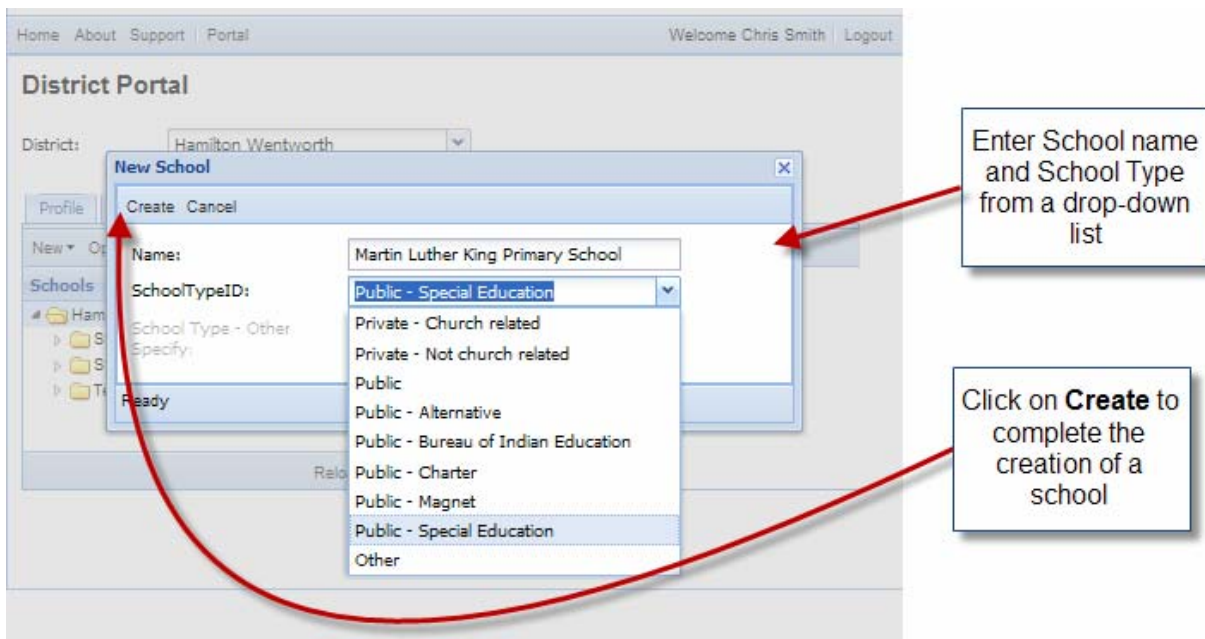 Home About Support Portal Welcome Chris Smith Logout
District Portal
District: Hamilton Wentworth
New School
Profile
Create Cancel
New
Name: Martin Luther King Primary School
Schools
SchoolTypeID: Public - Special Education
School Type - Other
Specify:
Private - Church related
Private - Not church related
Public
Public - Alternative
Public - Bureau of Indian Education
Public - Charter
Public - Magnet
Public - Special Education
Other
Ready
Enter School name
and School Type
from a drop-down
list
Click on Create to
complete the
creation of a
school